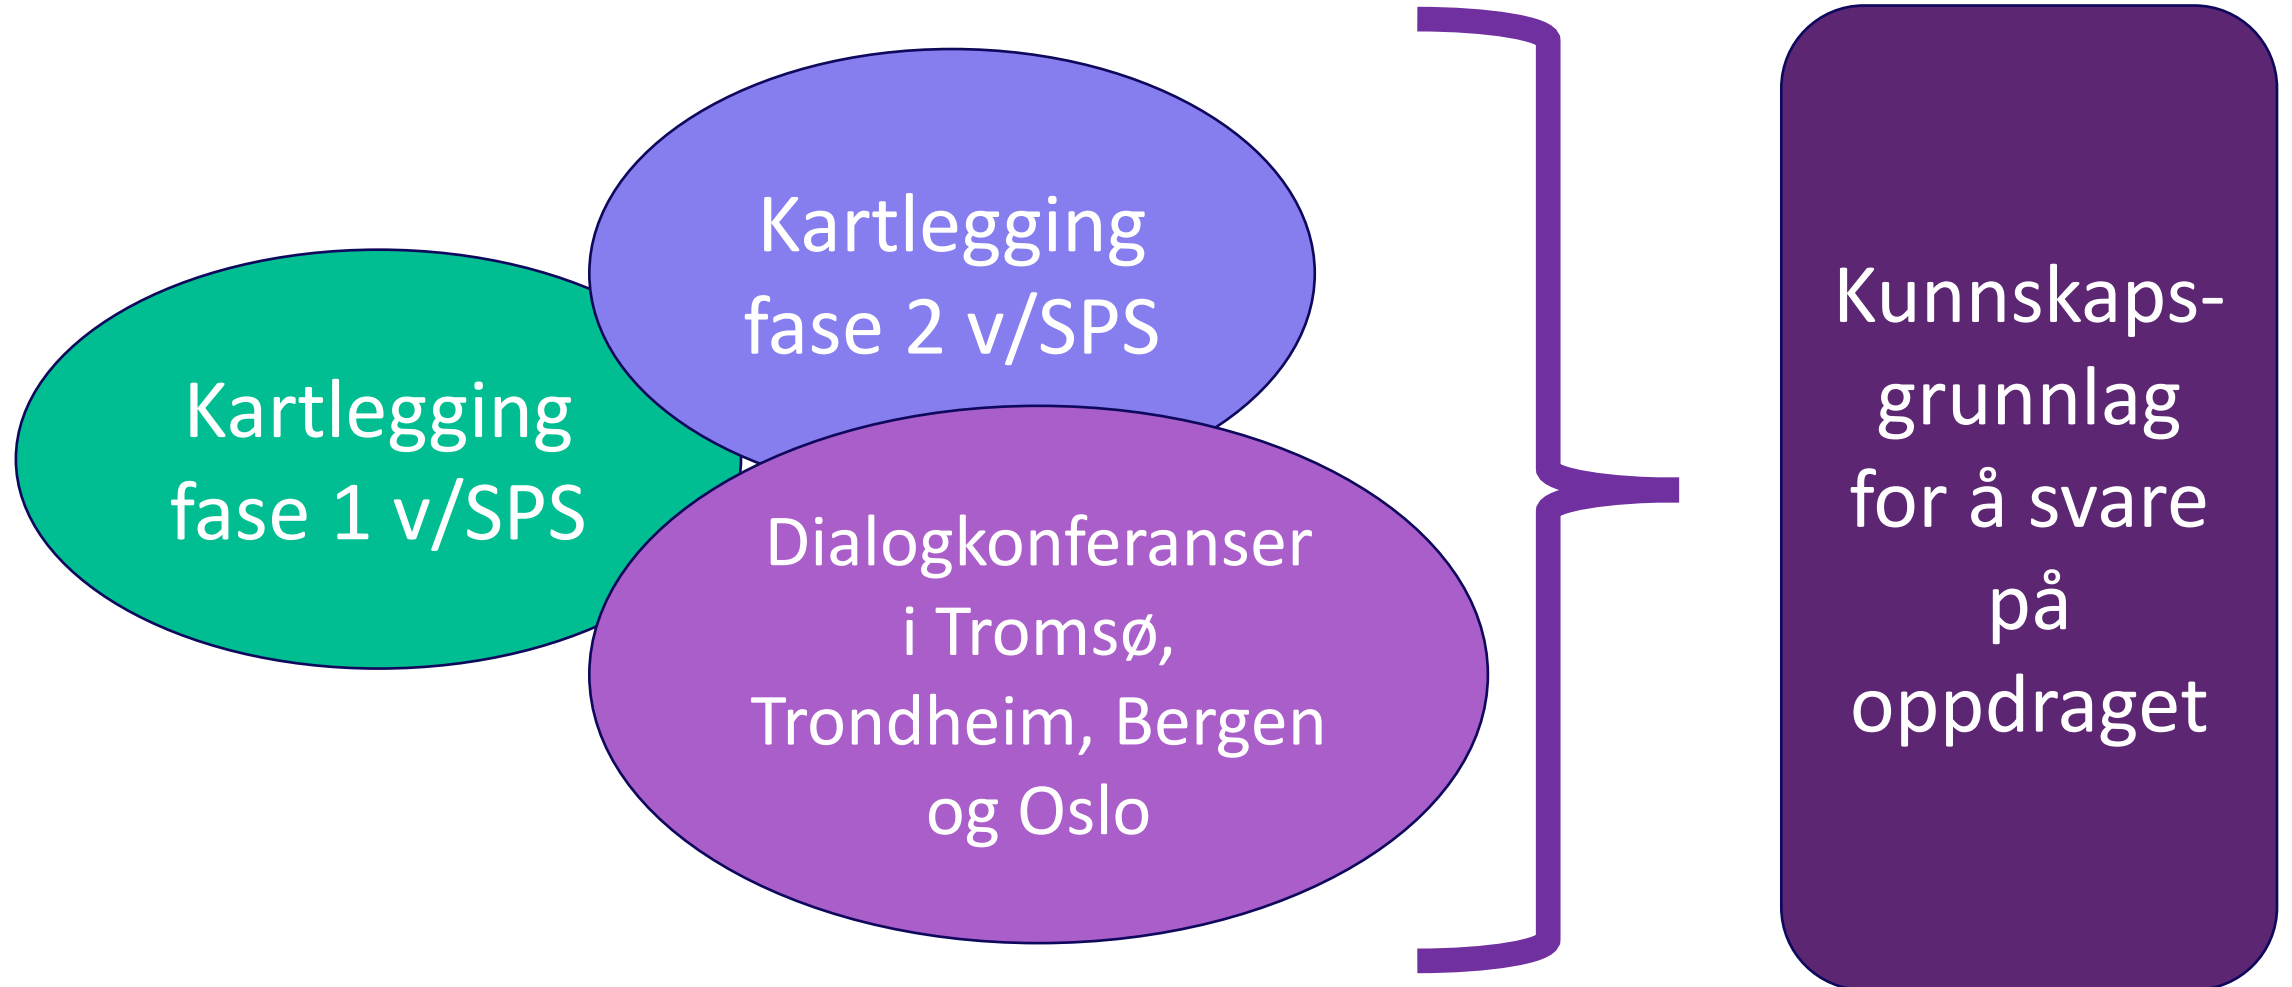 Kartlegging
fase 1 v/SPS
Kartlegging
fase 2 v/SPS
Dialogkonferanser
i Tromsø,
Trondheim, Bergen
og Oslo
Kunnskaps-
grunnlag
for å svare
på
oppdraget